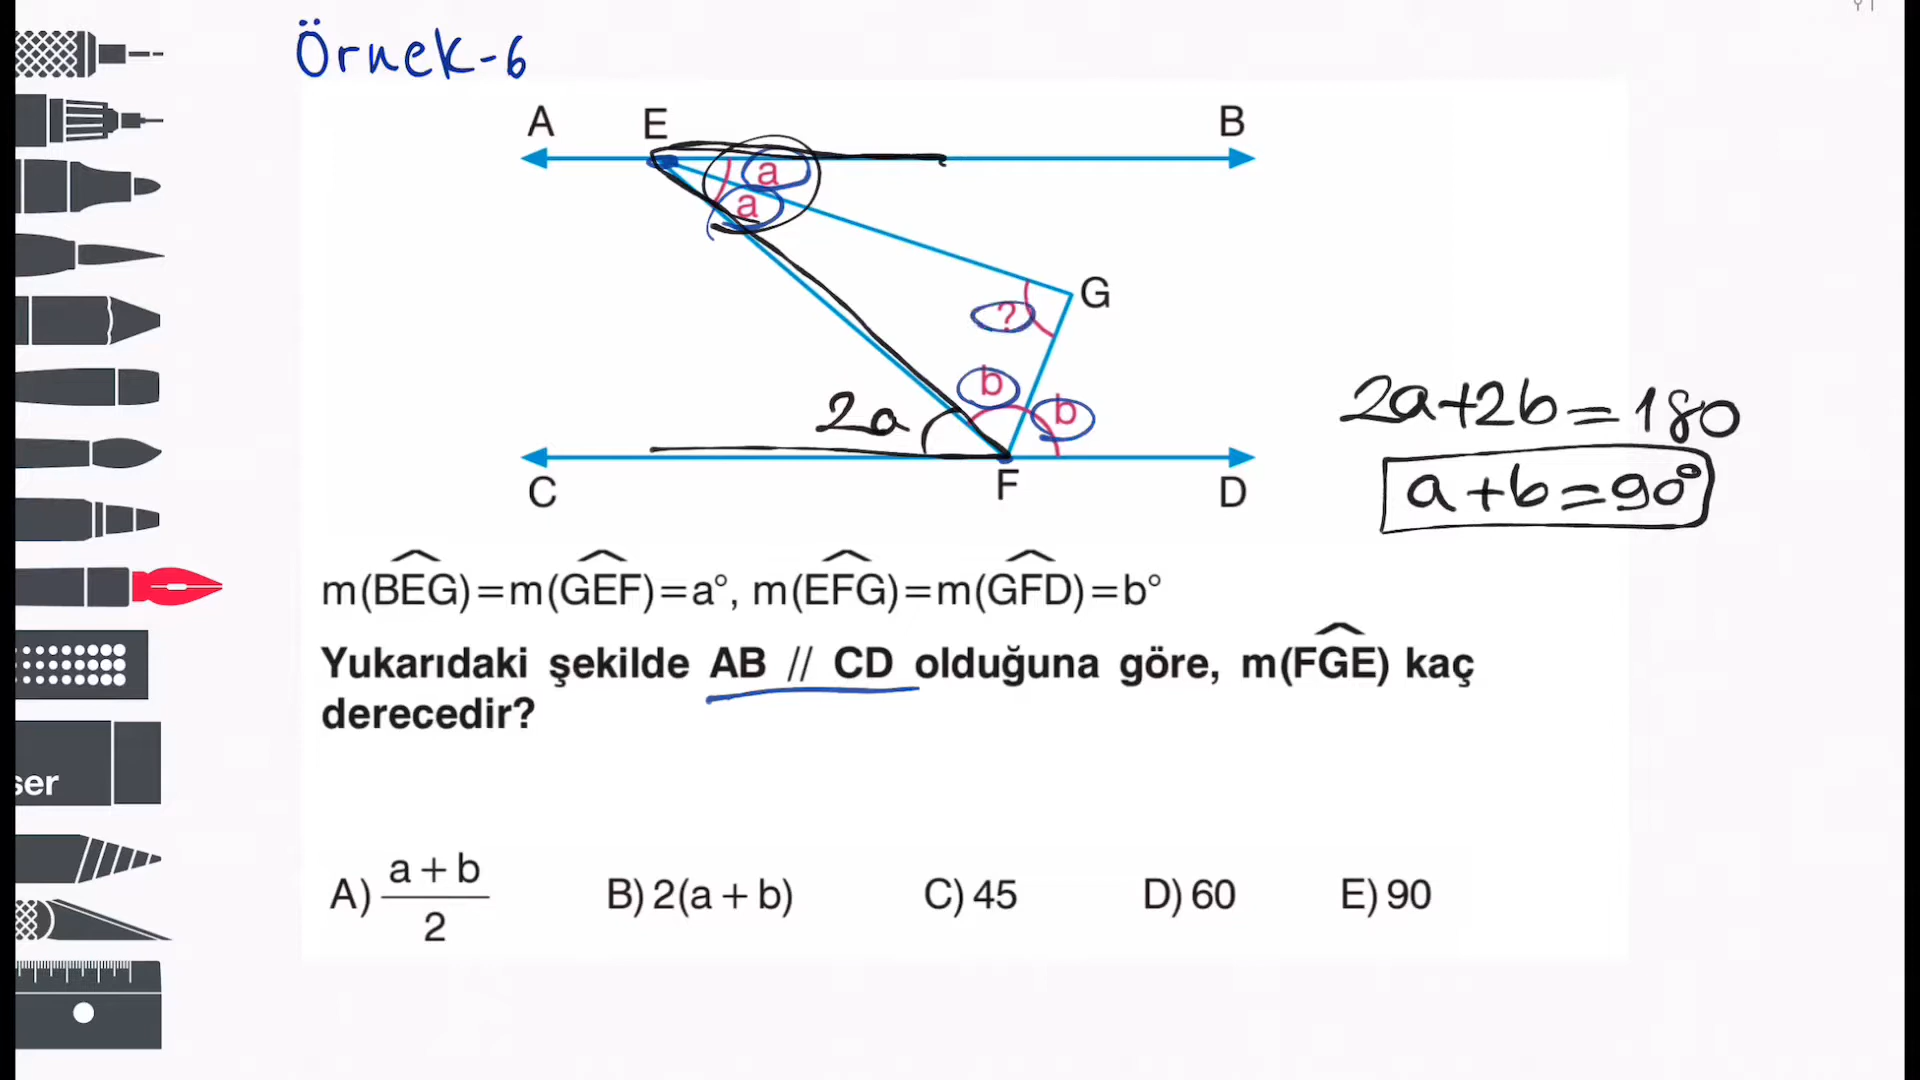 Örnek-6
A E B
a
a
G
?
b
b
2a
2a+2b=180
C F D
a+b=90°
m(BEG)=m(GEF)=a°, m(EFG)=m(GFD)=b°
Yukarıdaki şekilde AB // CD olduğuna göre, m(FGE) kaç
derecedir?
ser
A) a+b/2 B) 2(a+b) C) 45 D) 60 E) 90